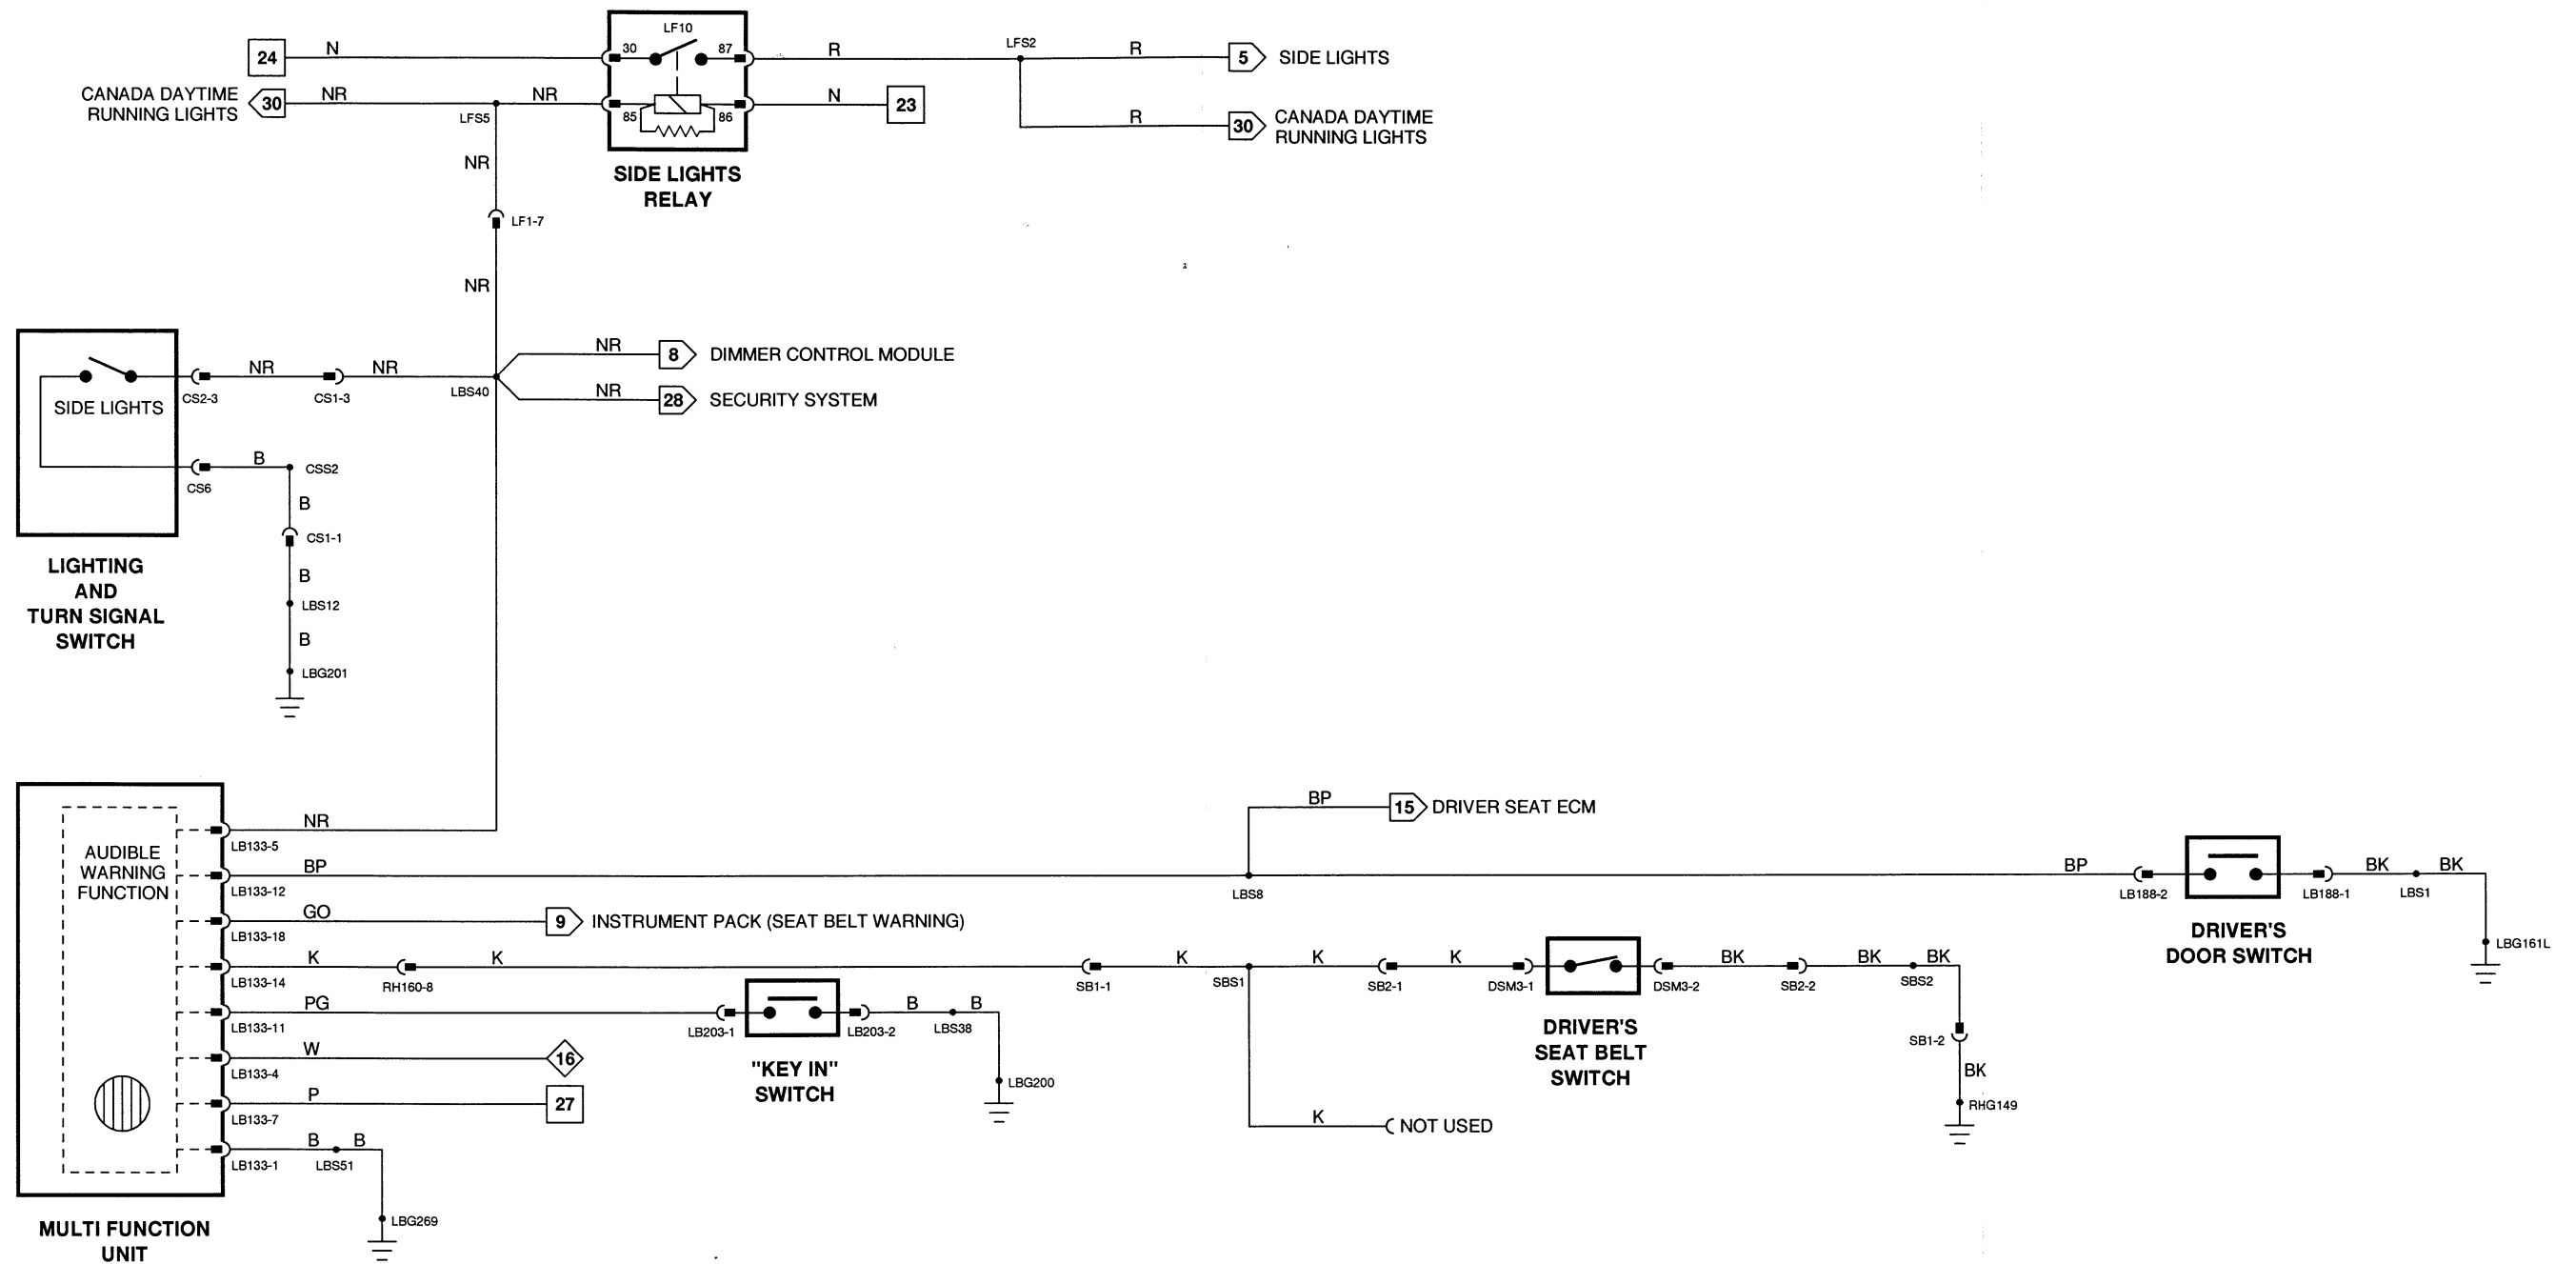 24
N
LF10
30
87
R
LFS2
R
5
SIDE LIGHTS
CANADA DAYTIME
RUNNING LIGHTS
30
NR
LFS5
NR
85
86
N
23
R
30
CANADA DAYTIME
RUNNING LIGHTS
SIDE LIGHTS
RELAY
NR
LF1-7
NR
SIDE LIGHTS
CS2-3
NR
CS1-3
NR
LBS40
NR
8
DIMMER CONTROL MODULE
NR
28
SECURITY SYSTEM
CS6
B
CSS2
B
CS1-1
B
LBS12
B
LBG201
LIGHTING
AND
TURN SIGNAL
SWITCH
AUDIBLE
WARNING
FUNCTION
NR
LB133-5
BP
LB133-12
LBS8
BP
15
DRIVER SEAT ECM
BP
LB188-2
LB188-1
BK
LBS1
BK
LBG161L
DRIVER'S
DOOR SWITCH
GO
LB133-18
9
INSTRUMENT PACK (SEAT BELT WARNING)
K
LB133-14
RH160-8
K
SB1-1
K
SBS1
K
SB2-1
K
DSM3-1
DSM3-2
BK
SB2-2
BK
SBS2
BK
SB1-2
BK
RHG149
DRIVER'S
SEAT BELT
SWITCH
K
NOT USED
PG
LB133-11
LB203-1
LB203-2
B
LBS38
B
LBG200
"KEY IN"
SWITCH
W
LB133-4
16
P
LB133-7
27
B
LB133-1
LBS51
B
LBG269
MULTI FUNCTION
UNIT